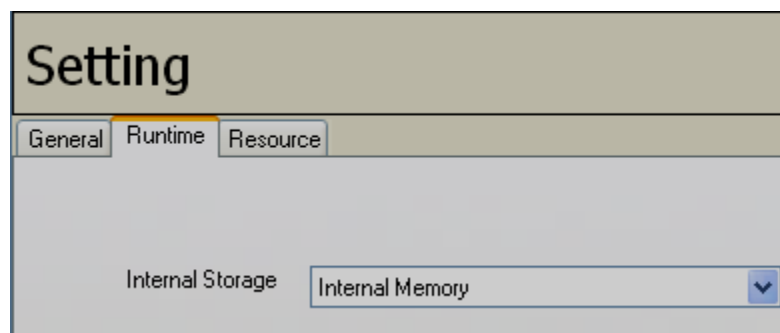 Setting
General Runtime Resource
Internal Storage Internal Memory